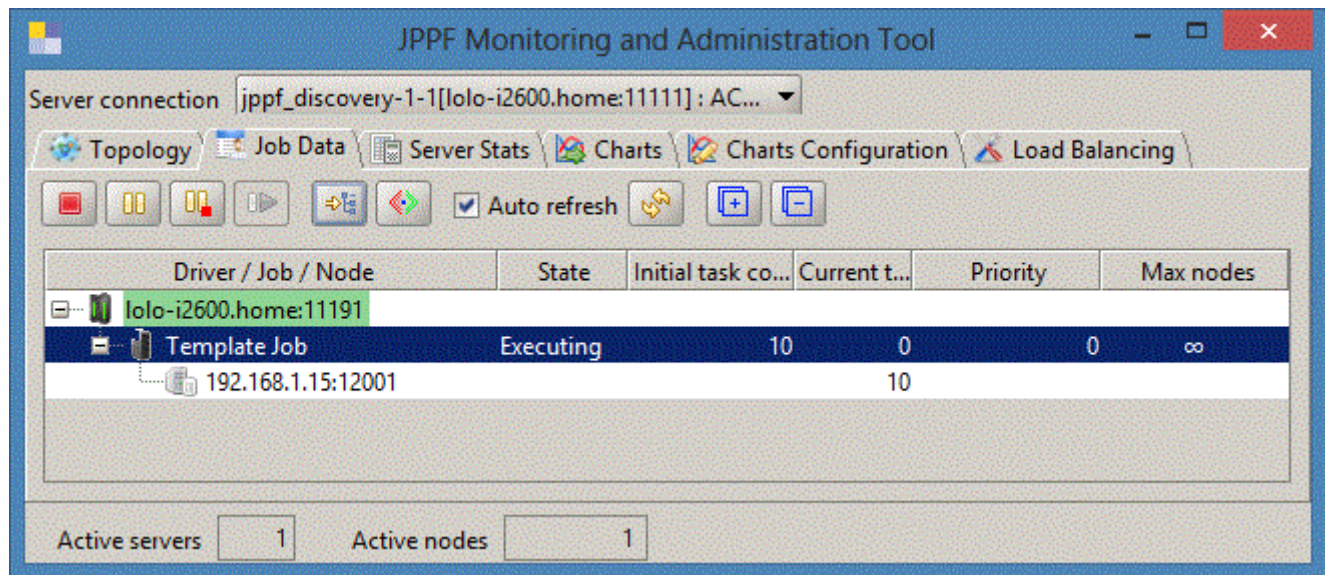 JPPF Monitoring and Administration Tool
Server connection jppf_discovery-1-1[lolo-i2600.home:11111] : AC...
Topology Job Data Server Stats Charts Charts Configuration Load Balancing
Auto refresh
Driver / Job / Node State Initial task co... Current t... Priority Max nodes
lolo-i2600.home:11191
Template Job Executing 10 0 0 ∞
192.168.1.15:12001 10
Active servers 1 Active nodes 1